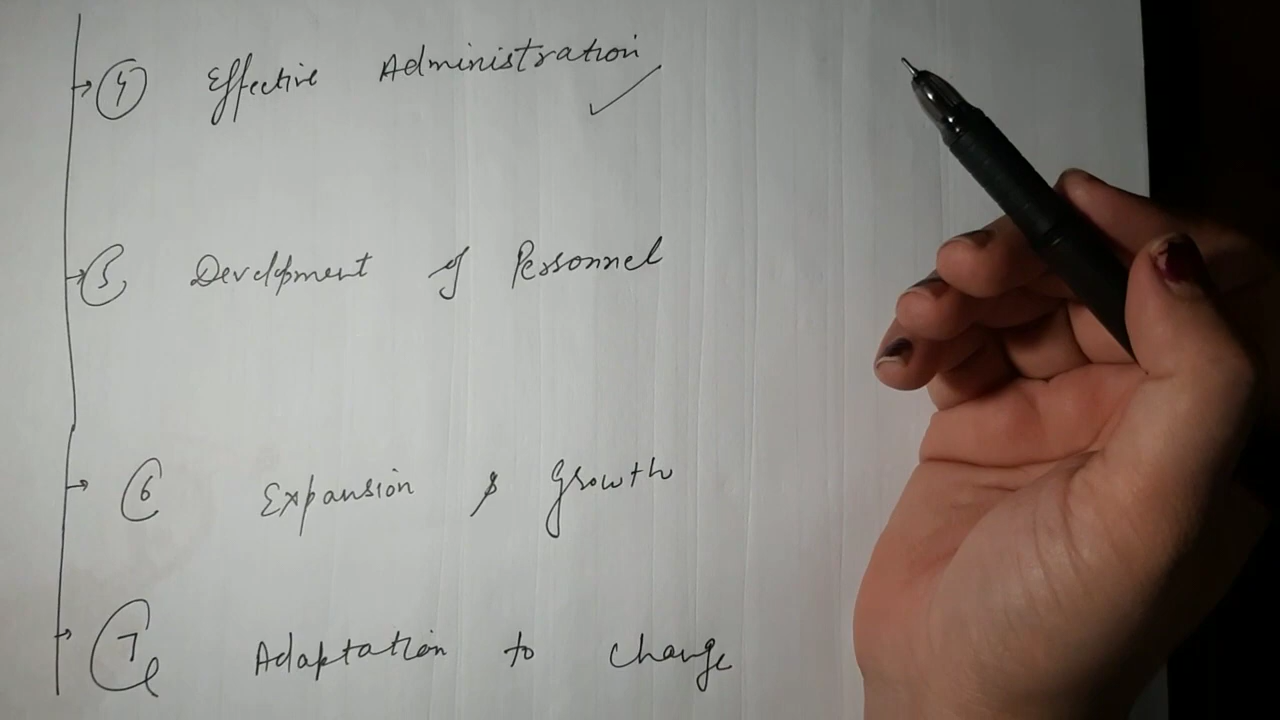 4 Effective Administration
5 Development of Personnel
6 Expansion & Growth
7 Adaptation to change